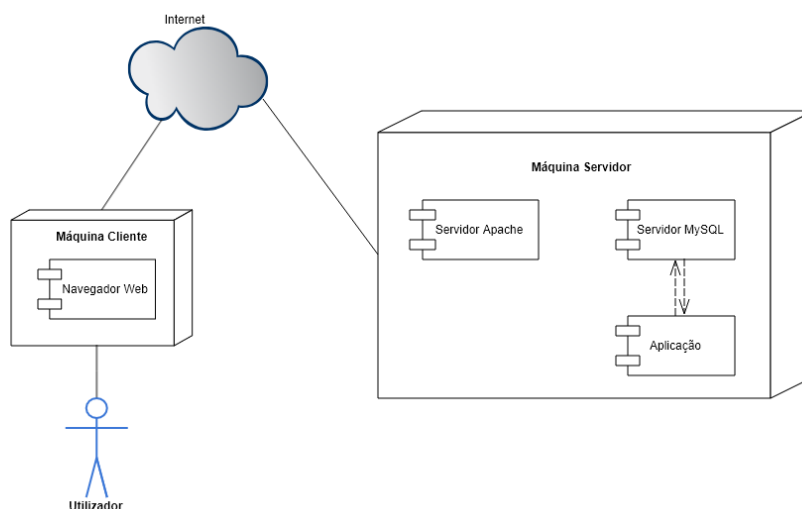 Internet
Máquina Servidor
Servidor Apache
Servidor MySQL
Máquina Cliente
Navegador Web
Aplicação
Utilizador